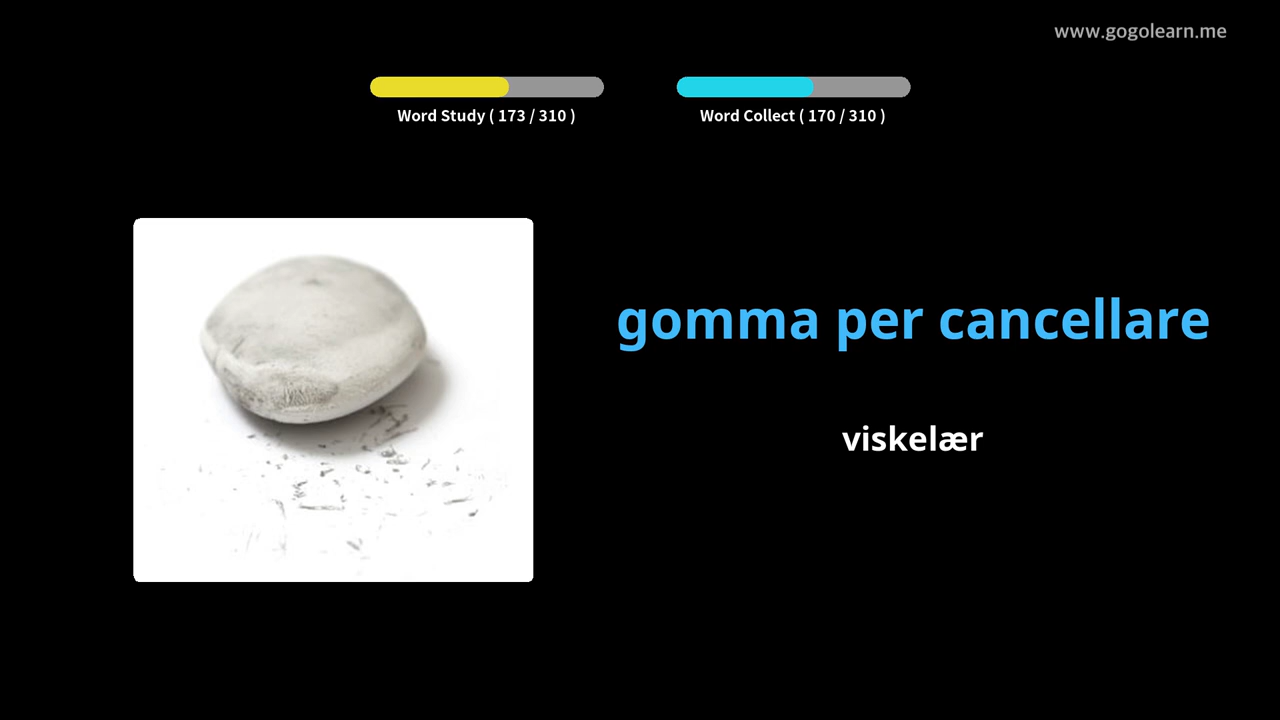 www.gogolearn.me
Word Study ( 173 / 310 )
Word Collect ( 170 / 310 )
gomma per cancellare
viskelær